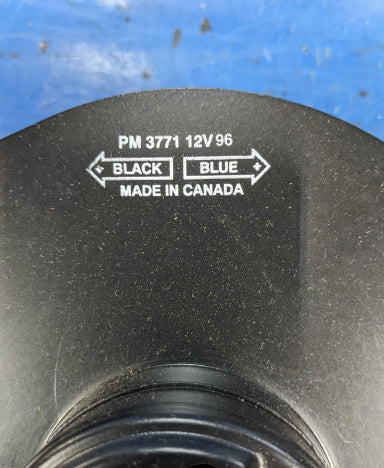 PM 3771 12V 96
BLACK BLUE +
MADE IN CANADA